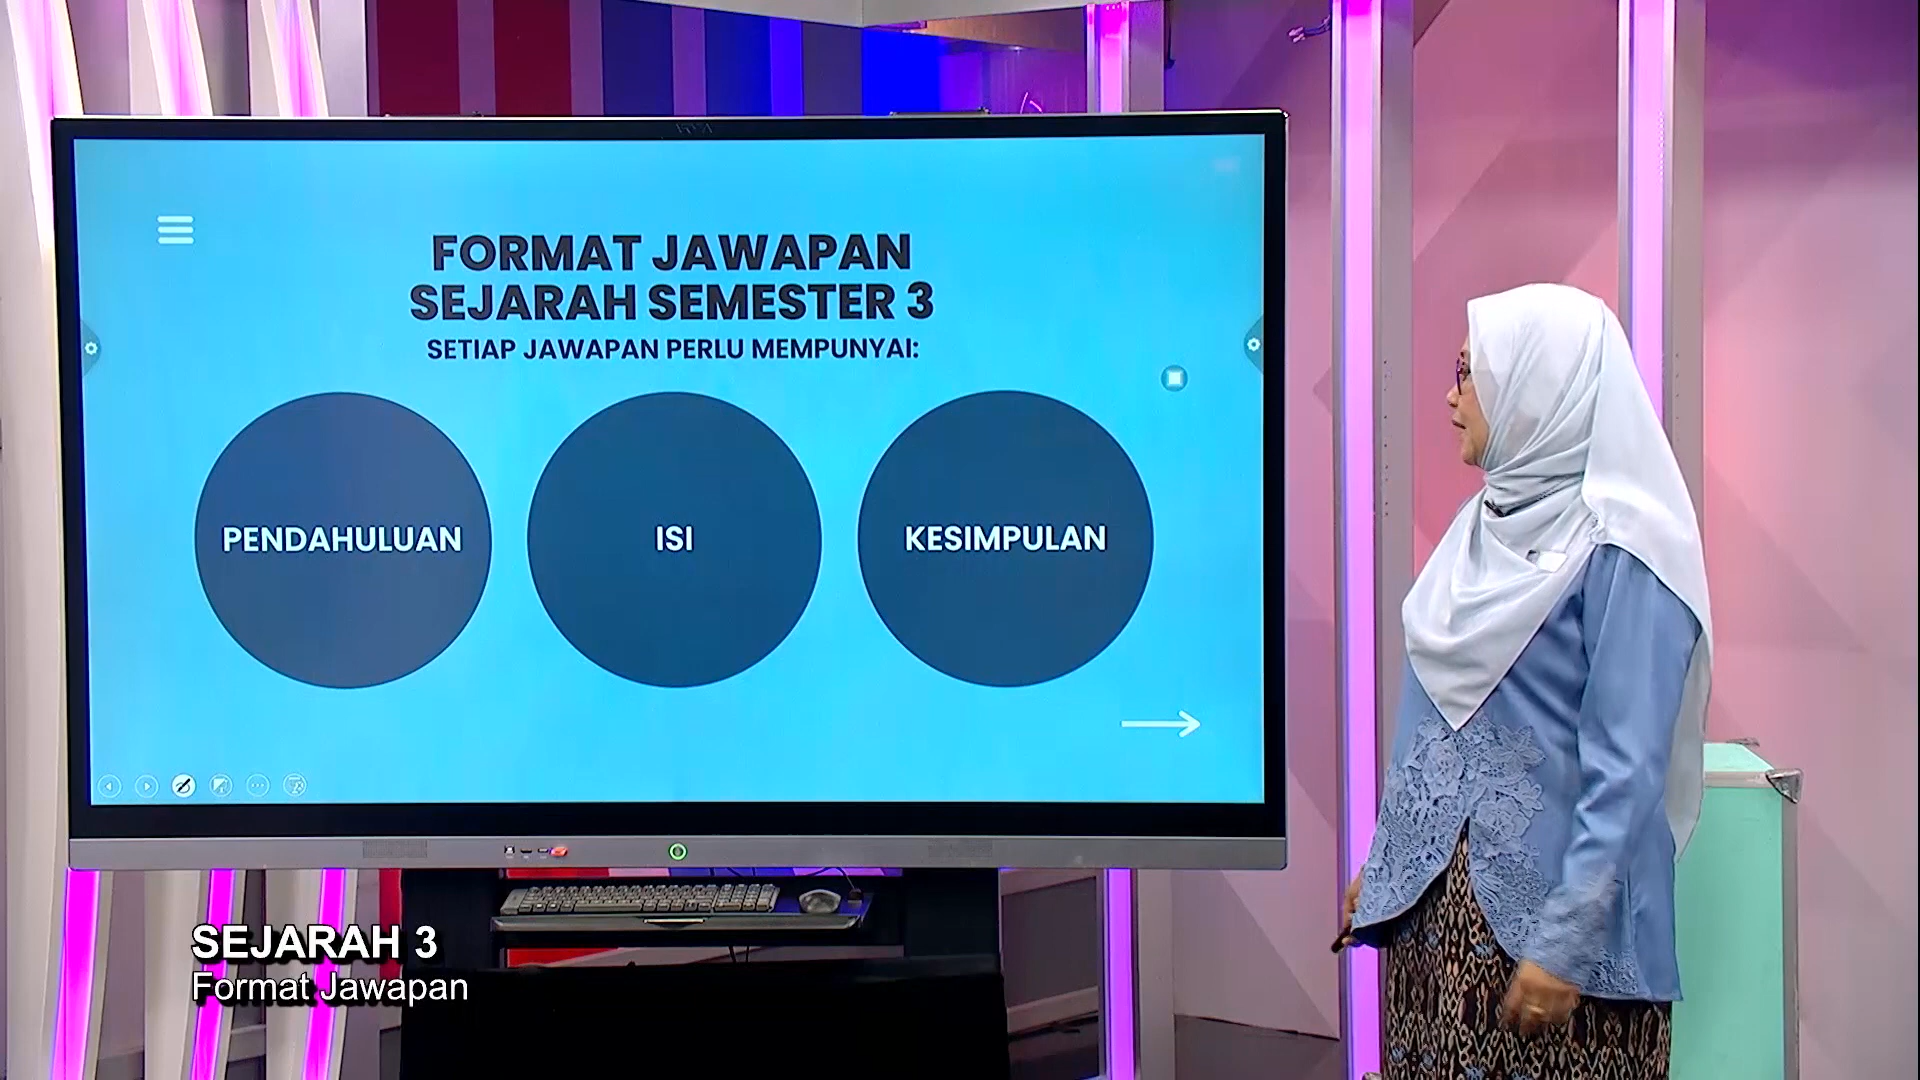 FORMAT JAWAPAN
SEJARAH SEMESTER 3
SETIAP JAWAPAN PERLU MEMPUNYAI:
PENDAHULUAN
ISI
KESIMPULAN
SEJARAH 3
Format Jawapan